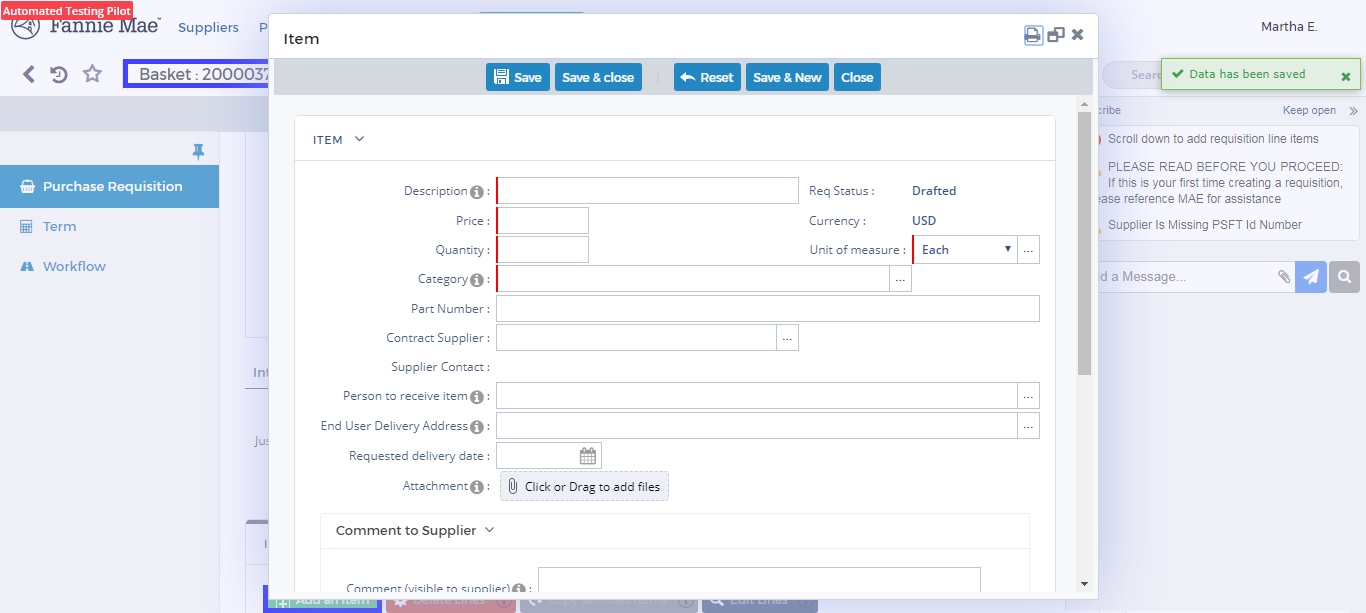 Automated Testing Pilot
Fannie Mae
Suppliers
P
Martha E.
Basket : 2000037
Data has been saved
Keep open
Scroll down to add requisition line items
PLEASE READ BEFORE YOU PROCEED:
If this is your first time creating a requisition,
ease reference MAE for assistance
Supplier Is Missing PSFT Id Number
d a Message...
Purchase Requisition
Term
Workflow
Item
Save
Save & close
Reset
Save & New
Close
ITEM
Description :
Req Status :
Drafted
Price :
Currency :
USD
Quantity :
Unit of measure :
Each
...
Category :
...
Part Number :
Contract Supplier :
...
Supplier Contact :
Person to receive item :
...
End User Delivery Address :
...
Requested delivery date :
Attachment :
Click or Drag to add files
Comment to Supplier
Comment (visible to supplier) :
Add an Item
Delete Lines
Copy selected items
Edit Lines